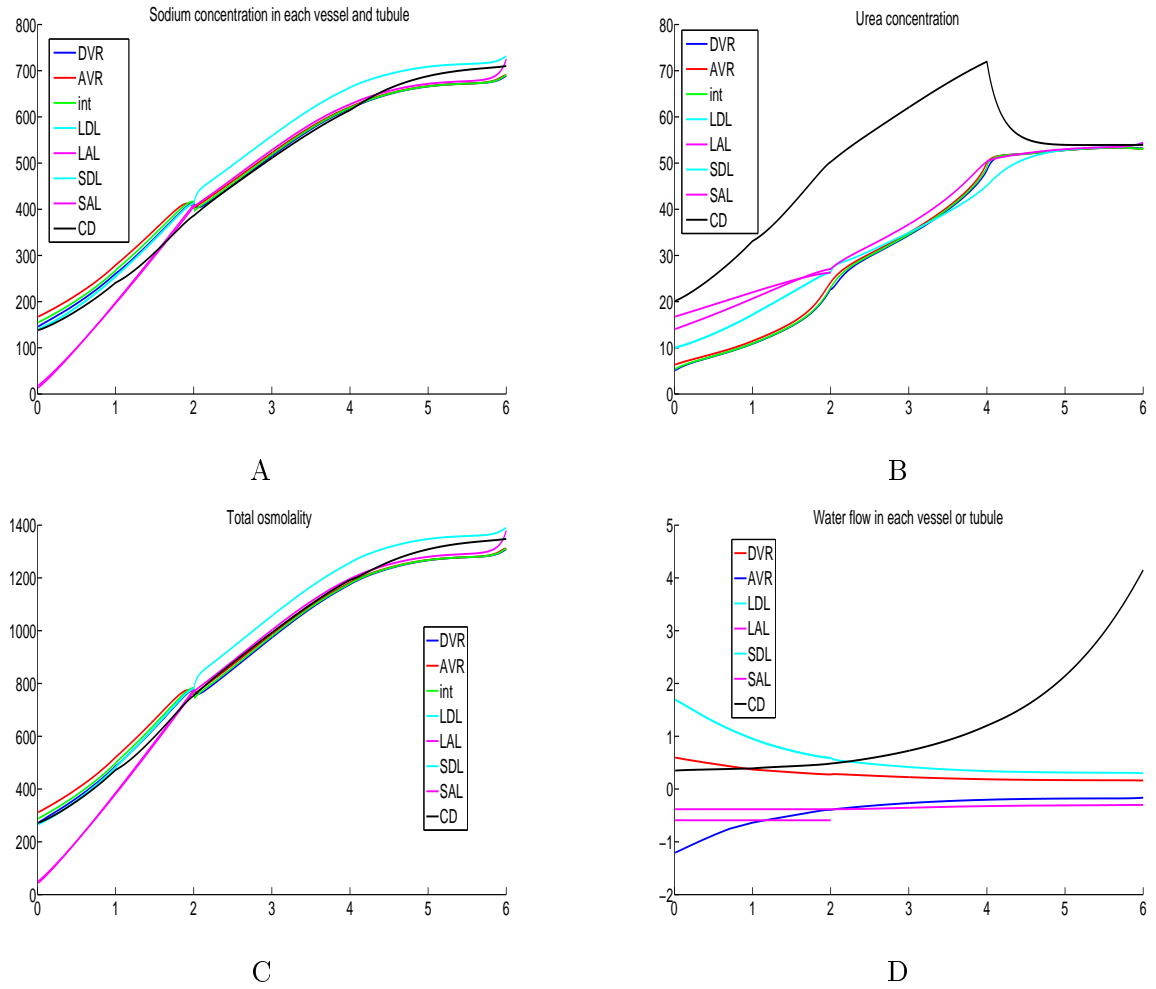 Sodium concentration in each vessel and tubule
800
700
600
500
400
300
200
100
0
0 1 2 3 4 5 6
DVR
AVR
int
LDL
LAL
SDL
SAL
CD
A
Urea concentration
80
70
60
50
40
30
20
10
0
0 1 2 3 4 5 6
DVR
AVR
int
LDL
LAL
SDL
SAL
CD
B
Total osmolality
1400
1200
1000
800
600
400
200
0
0 1 2 3 4 5 6
DVR
AVR
int
LDL
LAL
SDL
SAL
CD
C
Water flow in each vessel or tubule
5
4
3
2
1
0
−1
−2
0 1 2 3 4 5 6
DVR
AVR
LDL
LAL
SDL
SAL
CD
D